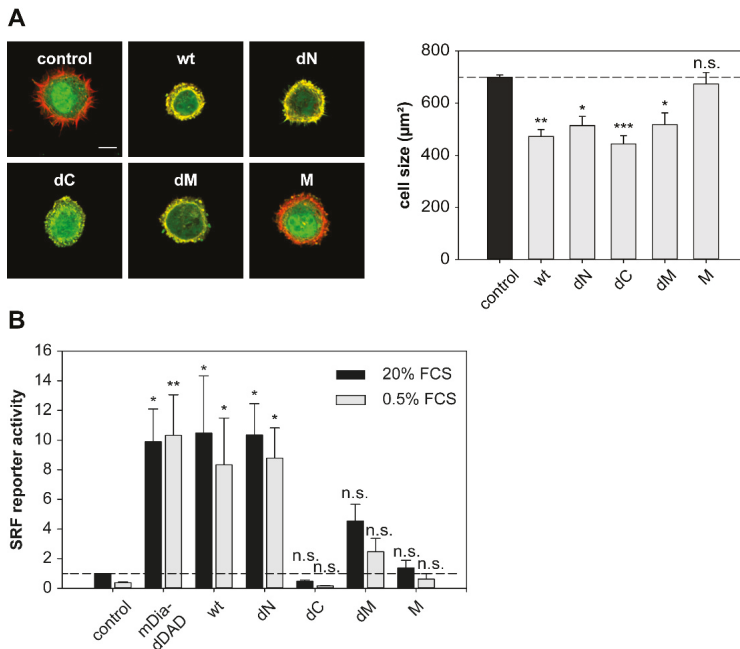 A
control
wt
dN
dC
dM
M
800
600
400
200
0
cell size (µm²)
**
*
***
*
n.s.
control
wt
dN
dC
dM
M
B
16
14
12
10
8
6
4
2
0
SRF reporter activity
20% FCS
0.5% FCS
*
**
*
*
*
*
n.s.
n.s.
n.s.
n.s.
n.s.
n.s.
control
mDia-
dDAD
wt
dN
dC
dM
M